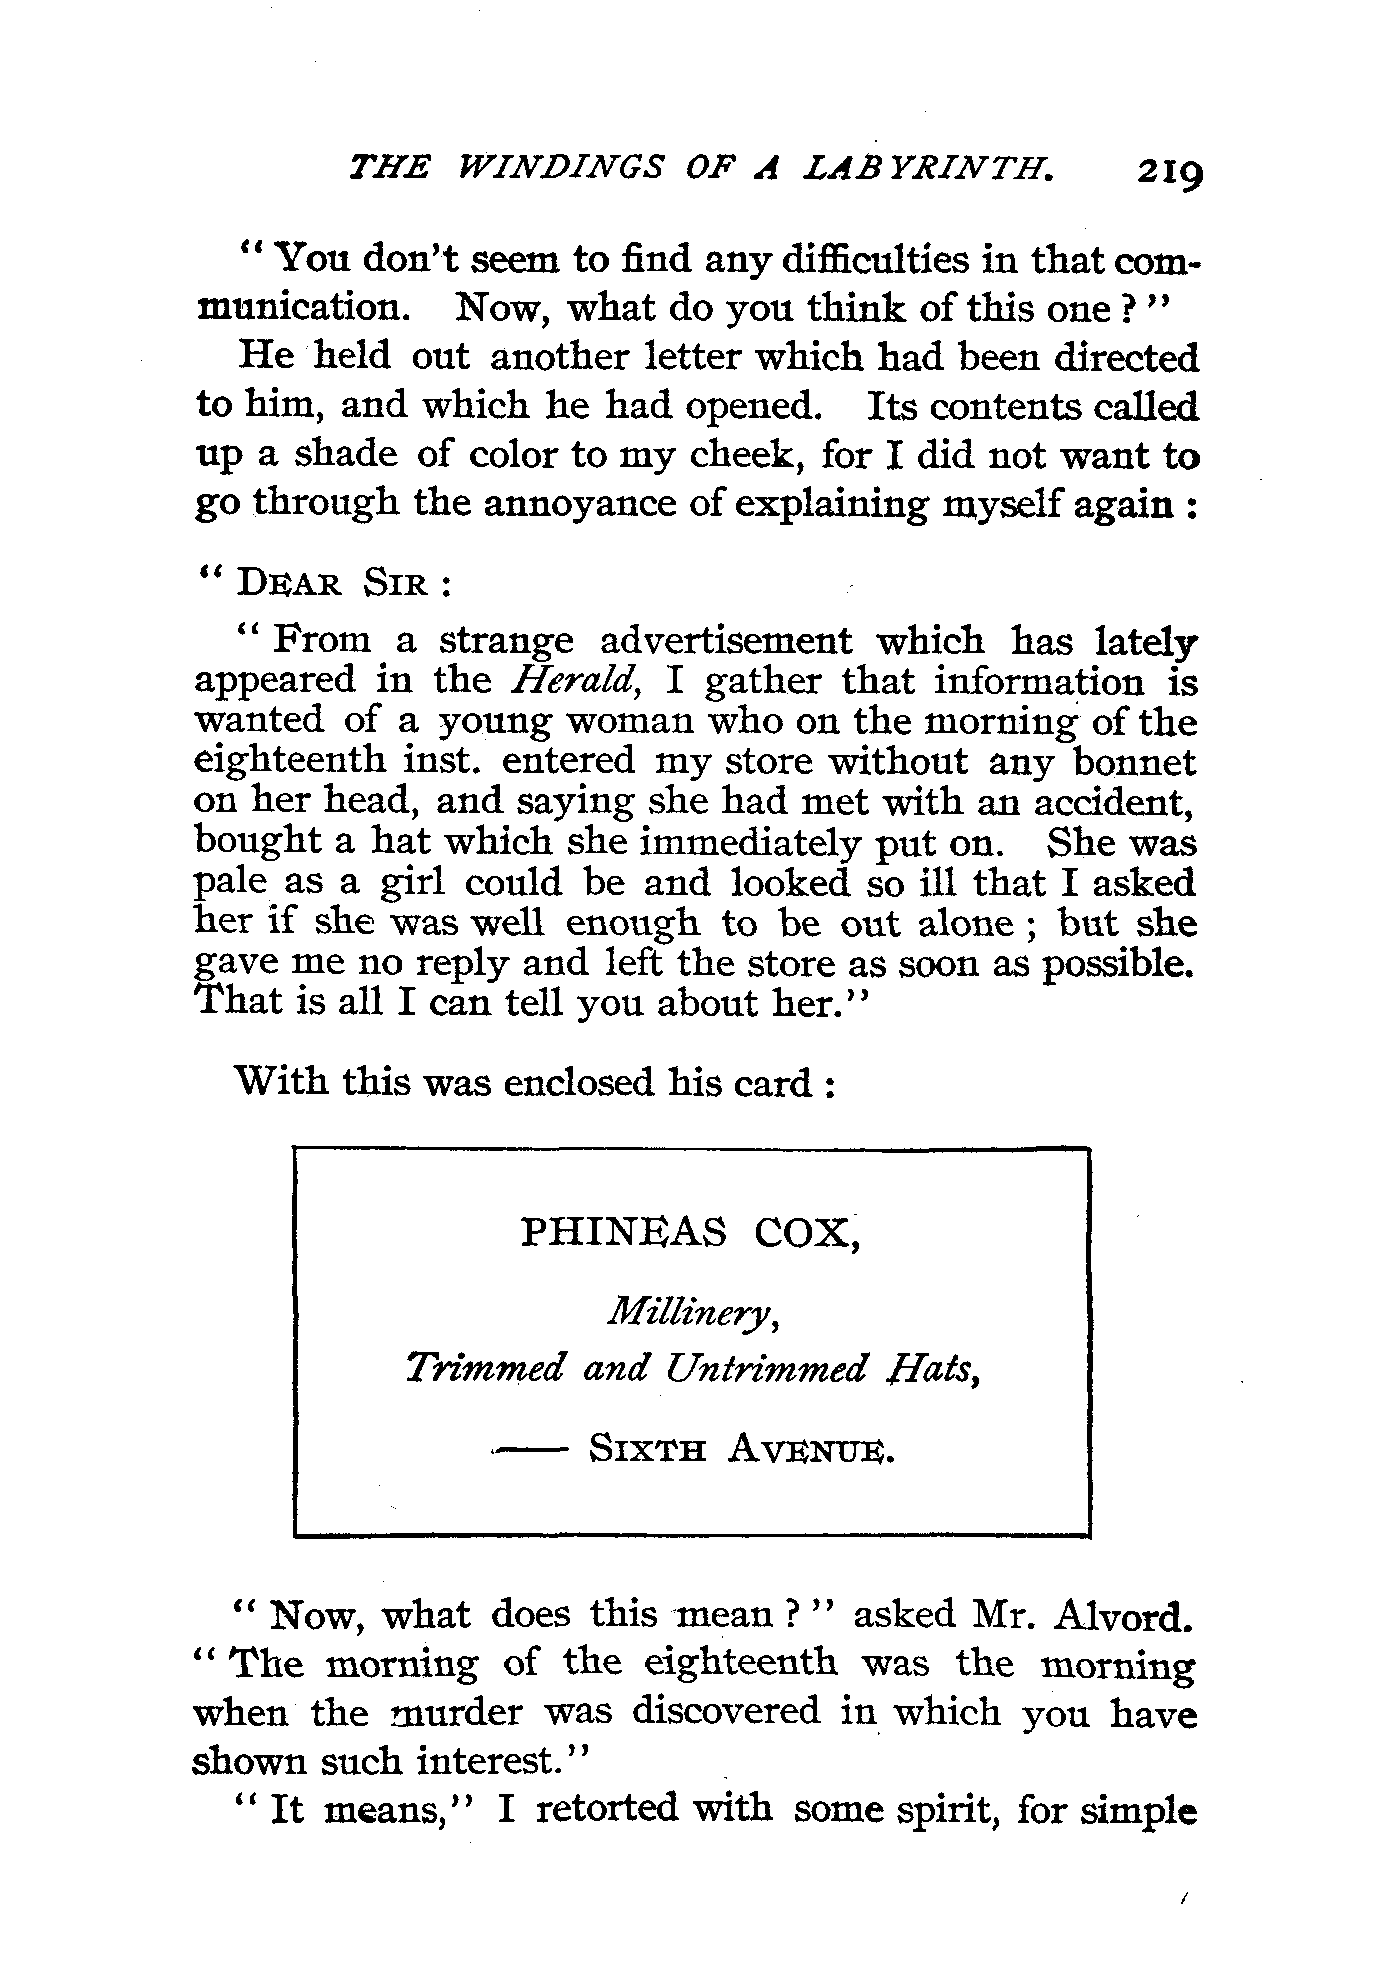 THE WINDINGS OF A LABYRINTH. 219
“ You don’t seem to find any difficulties in that com-
munication. Now, what do you think of this one ? ”
He held out another letter which had been directed
to him, and which he had opened. Its contents called
up a shade of color to my cheek, for I did not want to
go through the annoyance of explaining myself again :
“ DEAR SIR :
“ From a strange advertisement which has lately
appeared in the Herald, I gather that information is
wanted of a young woman who on the morning of the
eighteenth inst. entered my store without any bonnet
on her head, and saying she had met with an accident,
bought a hat which she immediately put on. She was
pale as a girl could be and looked so ill that I asked
her if she was well enough to be out alone ; but she
gave me no reply and left the store as soon as possible.
That is all I can tell you about her.”
With this was enclosed his card :
PHINEAS COX,
Millinery,
Trimmed and Untrimmed Hats,
— SIXTH AVENUE.
“ Now, what does this mean ? ” asked Mr. Alvord.
“ The morning of the eighteenth was the morning
when the murder was discovered in which you have
shown such interest.”
“ It means,” I retorted with some spirit, for simple